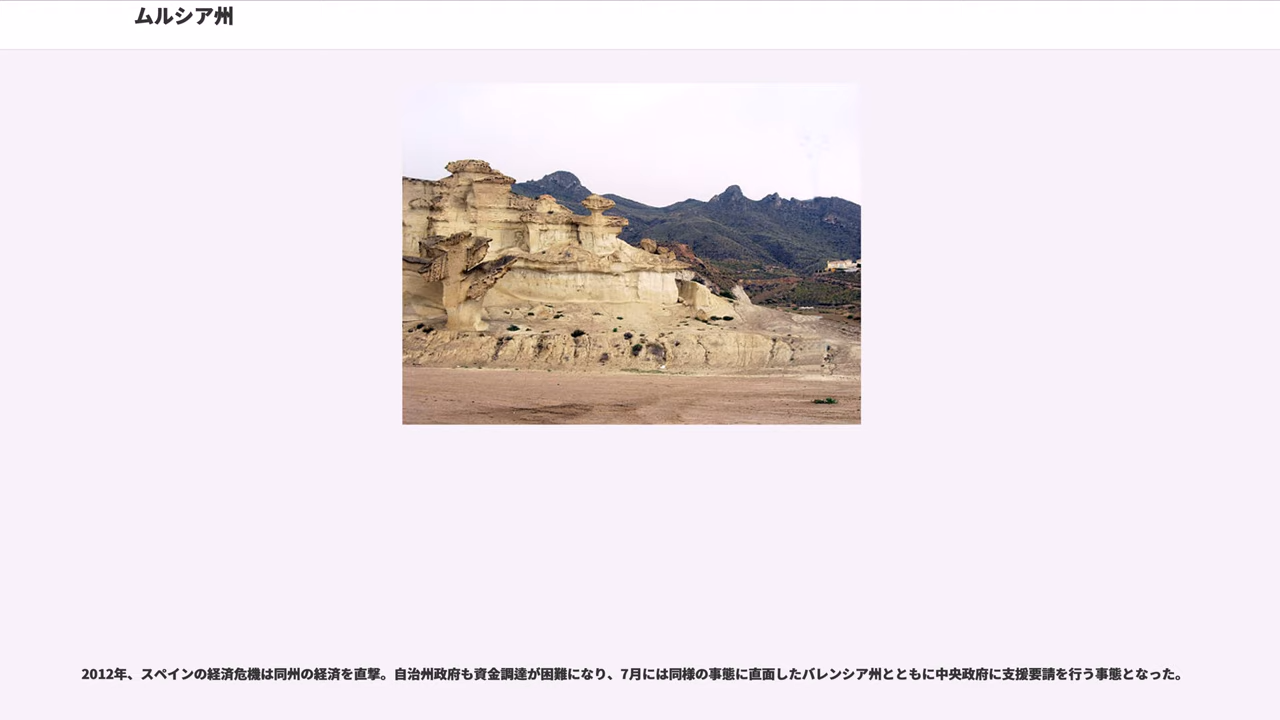 ムルシア州
2012年、スペインの経済危機は同州の経済を直撃。自治州政府も資金調達が困難になり、7月には同様の事態に直面したバレンシア州とともに中央政府に支援要請を行う事態となった。